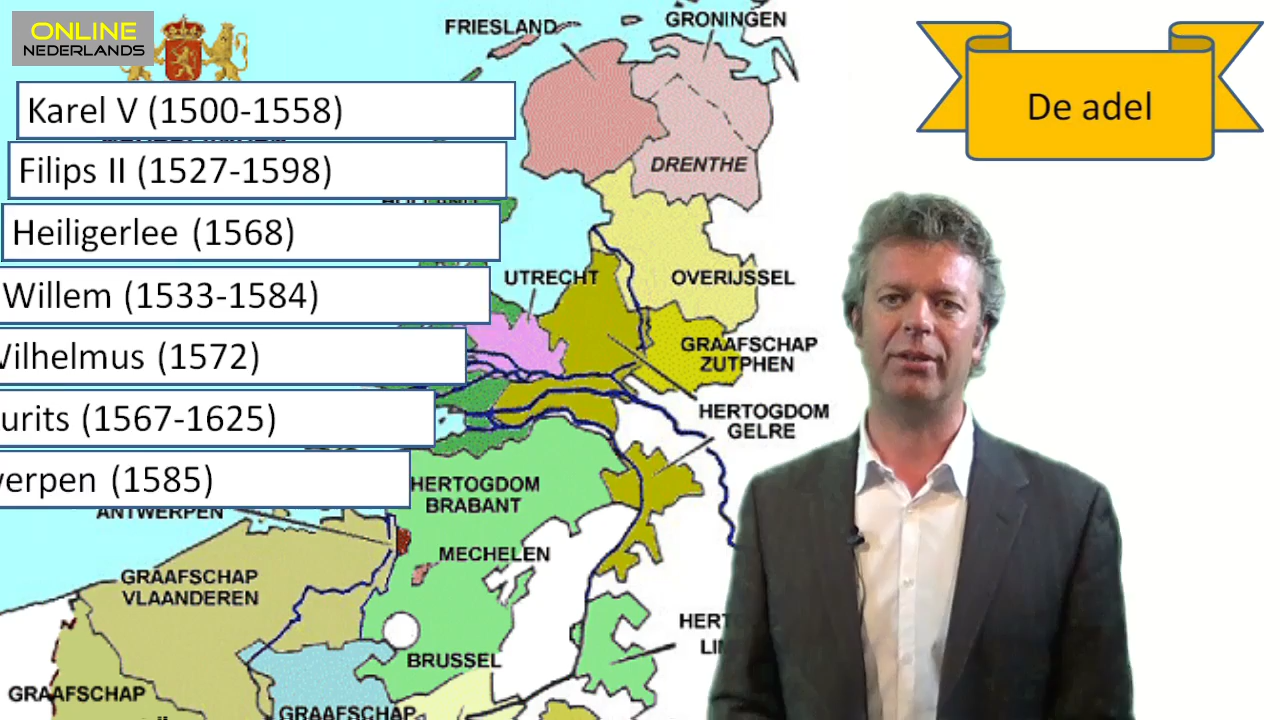 ONLINE
NEDERLANDS
De adel
Karel V (1500-1558)
Filips II (1527-1598)
Heiligerlee (1568)
Willem (1533-1584)
Vilhelmus (1572)
urits (1567-1625)
verpen (1585)
FRIESLAND
GRONINGEN
DRENTHE
UTRECHT
OVERIJSSEL
GRAAFSCHAP
ZUTPHEN
HERTOGDOM
GELRE
HERTOGDOM
BRABANT
ANTWERPEN
MECHELEN
GRAAFSCHAP
VLAANDEREN
HERT
LIM
BRUSSEL
GRAAFSCHAP
GRAAFSCHAP